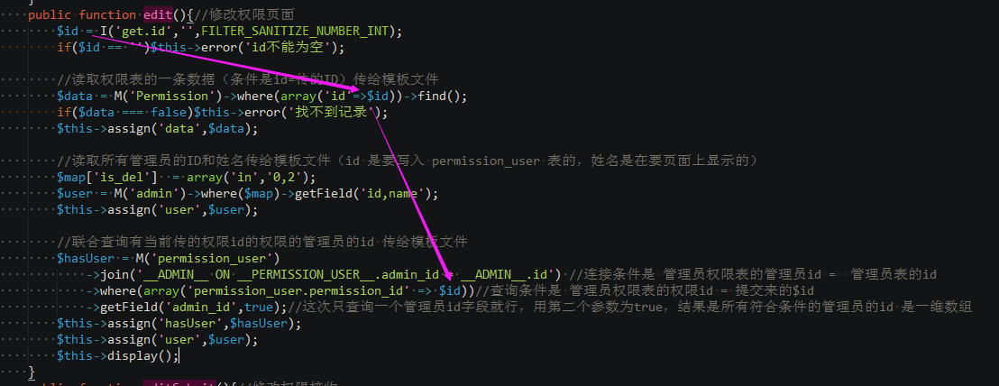 }
public function edit(){//修改权限页面
$id = I('get.id','',FILTER_SANITIZE_NUMBER_INT);
if($id == '')$this->error('id不能为空');
//读取权限表的一条数据（条件是id=传的ID）传给模板文件
$data = M('Permission')->where(array('id'=>$id))->find();
if($data === false)$this->error('找不到记录');
$this->assign('data',$data);
//读取所有管理员的ID和姓名传给模板文件（id 是要写入 permission_user 表的，姓名是在要页面上显示的）
$map['is_del'] = array('in','0,2');
$user = M('admin')->where($map)->getField('id,name');
$this->assign('user',$user);
//联合查询有当前传的权限id的权限的管理员的id 传给模板文件
$hasUser = M('permission_user')
->join('__ADMIN__ ON __PERMISSION_USER__.admin_id = __ADMIN__.id') //连接条件是 管理员权限表的管理员id = 管理员表的id
->where(array('permission_user.permission_id' => $id))//查询条件是 管理员权限表的权限id = 提交来的$id
->getField('admin_id',true);//这次只查询一个管理员id字段就行，用第二个参数为true，结果是所有符合条件的管理员的id 是一维数组
$this->assign('hasUser',$hasUser);
$this->assign('user',$user);
$this->display();
}